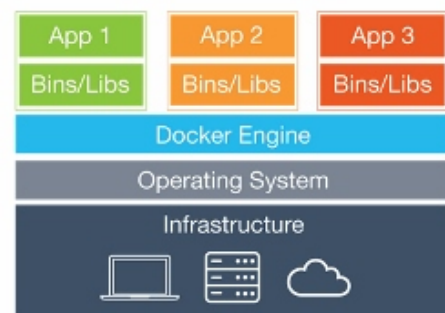 App 1
App 2
App 3
Bins/Libs
Bins/Libs
Bins/Libs
Docker Engine
Operating System
Infrastructure